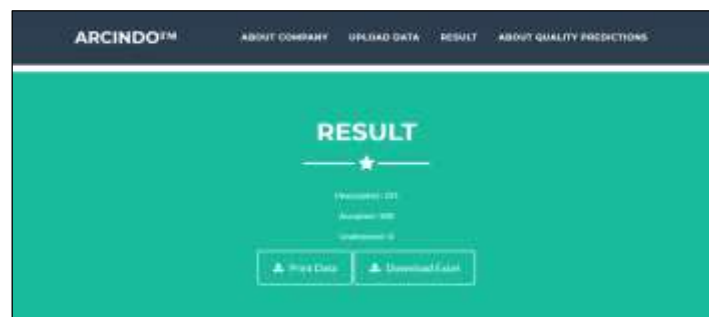 ARCINDO™ ABOUT COMPANY UPLOAD DATA RESULT ABOUT QUALITY PREDICTIONS
RESULT
Print Data Download Excel